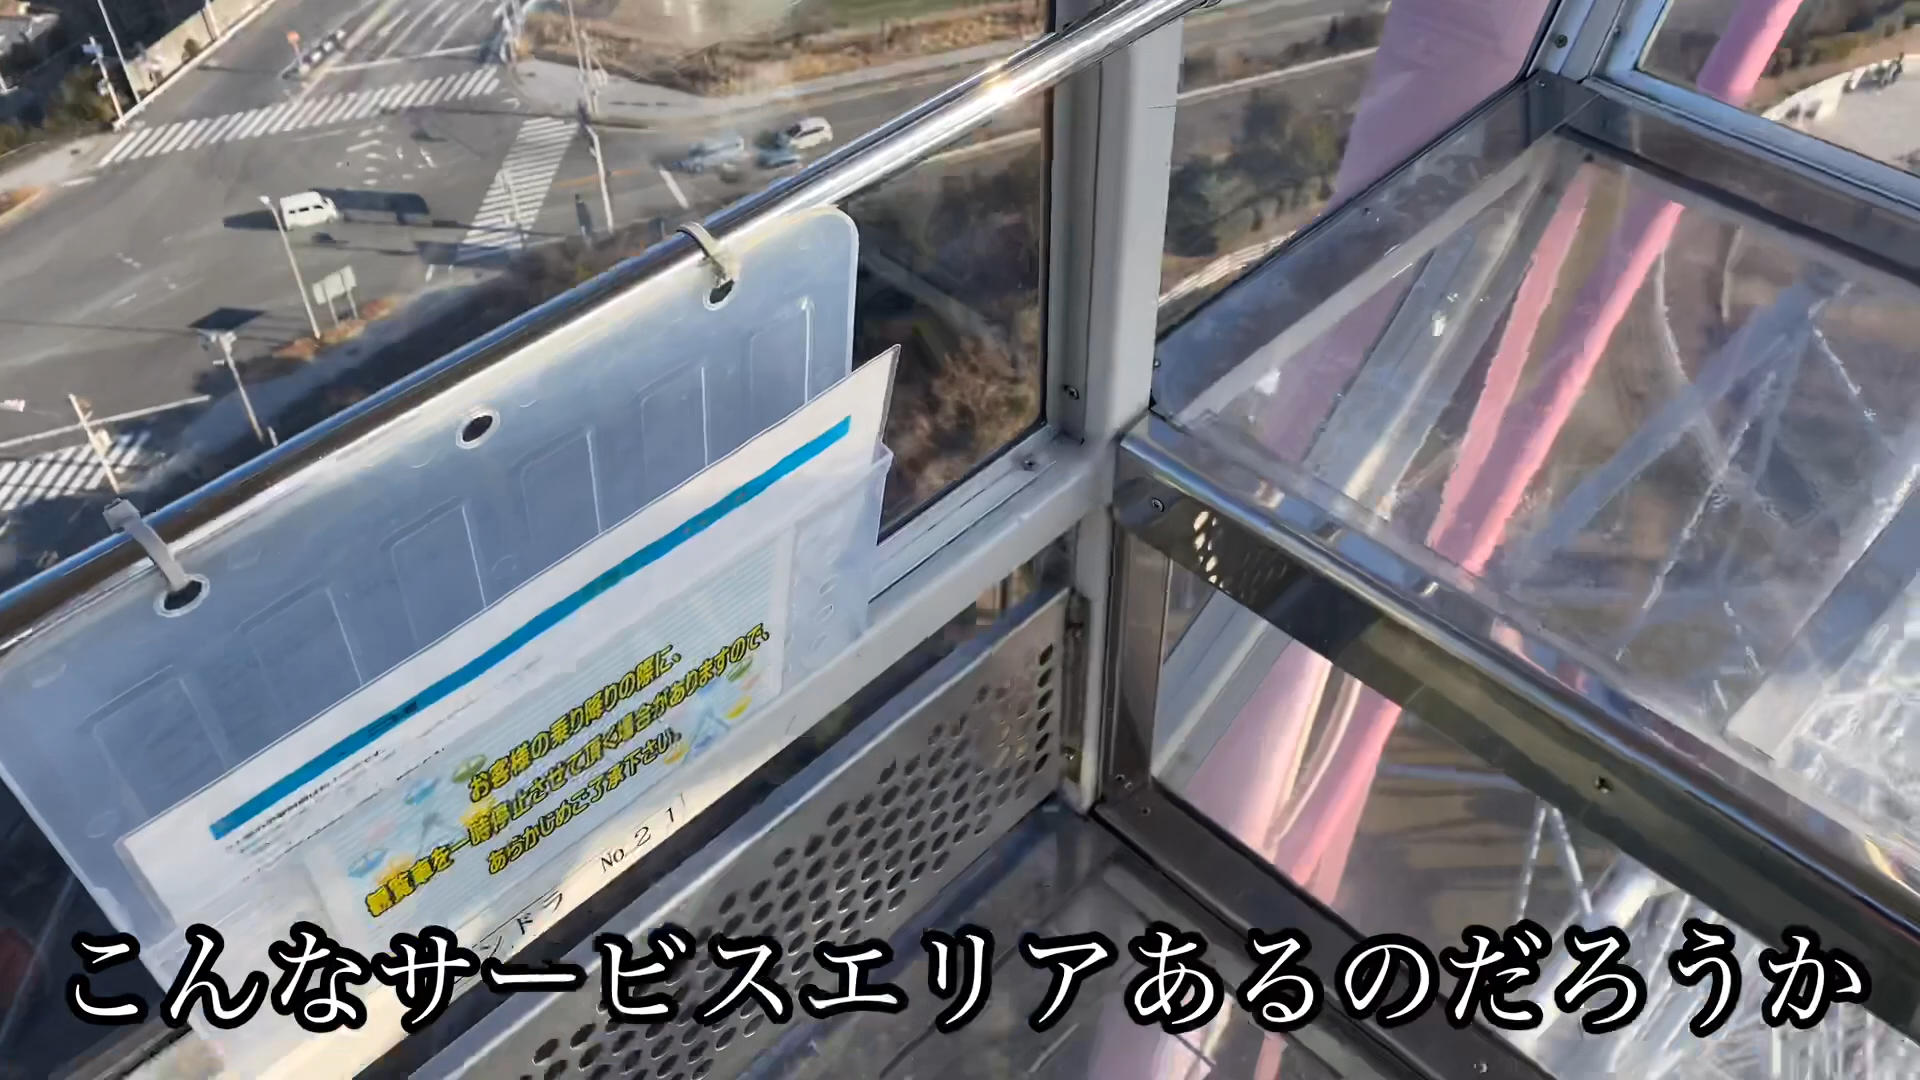 お客様の乗り降りの際に、
観覧車を一時停止させて頂く場合がありますので、
あらかじめご了承下さい。
ンドラ No 21
こんなサービスエリアあるのだろうか